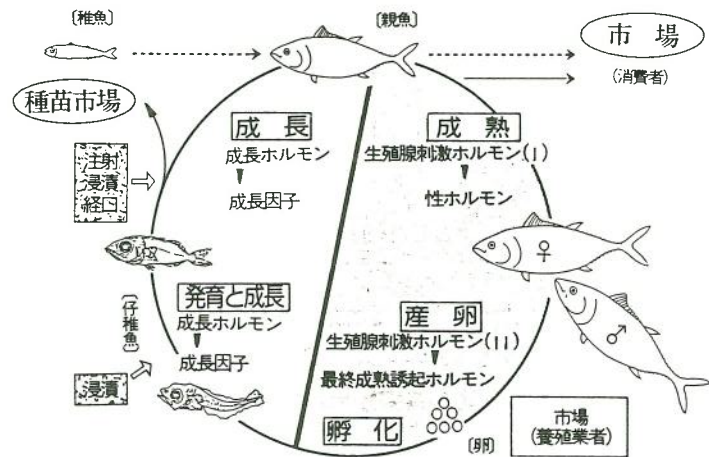 〔稚魚〕
〔親魚〕
市 場
(消費者)
種苗市場
成 長
成長ホルモン
成長因子
成 熟
生殖腺刺激ホルモン(I)
性ホルモン
注射
浸漬
経口
♀
♂
〔仔稚魚〕
発育と成長
成長ホルモン
成長因子
浸漬
産 卵
生殖腺刺激ホルモン(II)
最終成熟誘起ホルモン
孵 化
〔卵〕
市場
(養殖業者)